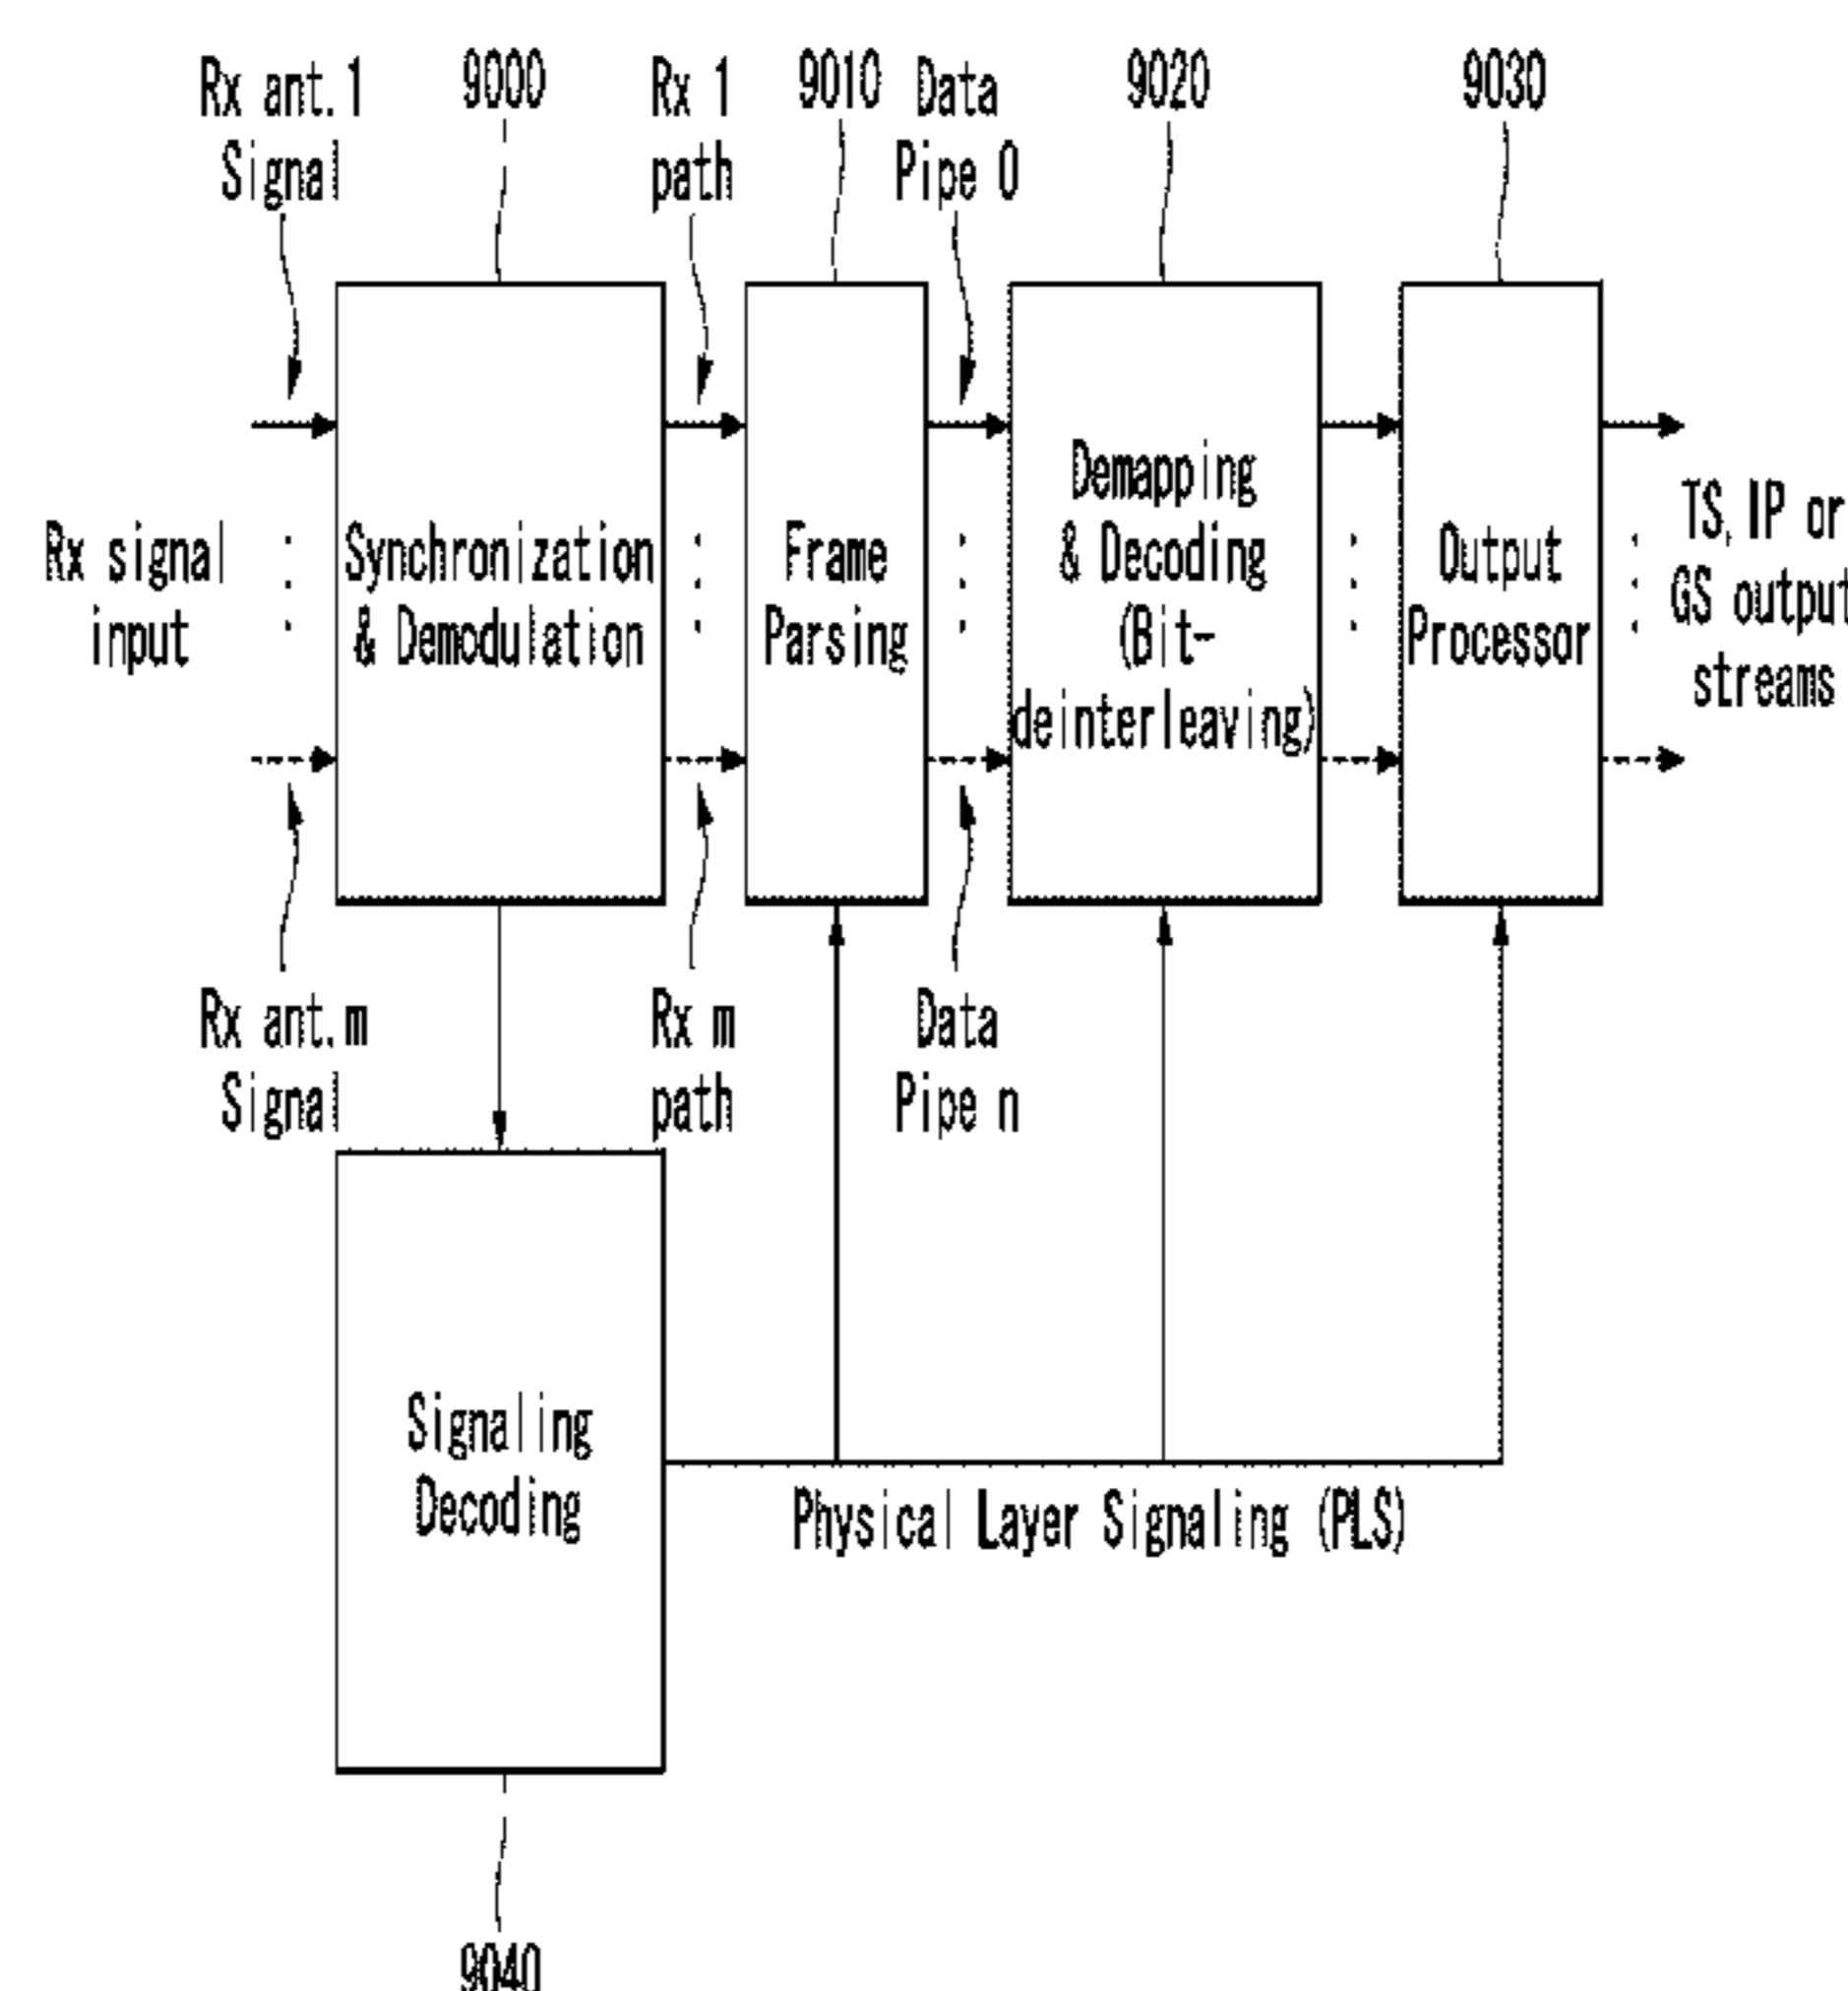 Rx ant.1
Signal
9000
Rx 1
path
9010
Data
Pipe 0
9020
9030
Rx signal
input
Synchronization
& Demodulation
Frame
Parsing
Demapping
& Decoding
(Bit-
deinterleaving)
Output
Processor
TS, IP or
GS output
streams
Rx ant.m
Signal
Rx m
path
Data
Pipe n
Signaling
Decoding
Physical Layer Signaling (PLS)
9040